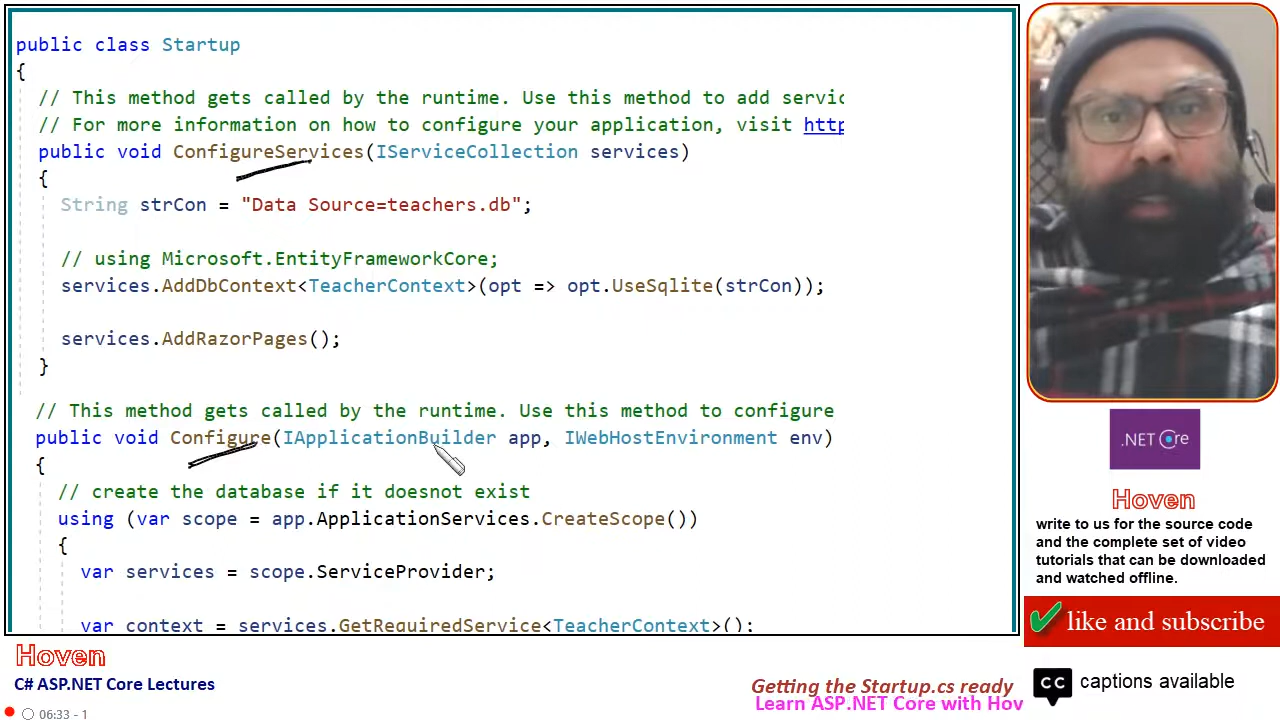 public class Startup
{
// This method gets called by the runtime. Use this method to add servic
// For more information on how to configure your application, visit http
public void ConfigureServices(IServiceCollection services)
{
String strCon = "Data Source=teachers.db";
// using Microsoft.EntityFrameworkCore;
services.AddDbContext<TeacherContext>(opt => opt.UseSqlite(strCon));
services.AddRazorPages();
}
// This method gets called by the runtime. Use this method to configure
public void Configure(IApplicationBuilder app, IWebHostEnvironment env)
{
// create the database if it doesnot exist
using (var scope = app.ApplicationServices.CreateScope())
{
var services = scope.ServiceProvider;
var context = services.GetRequiredService<TeacherContext>();
.NET Core
Hoven
write to us for the source code
and the complete set of video
tutorials that can be downloaded
and watched offline.
like and subscribe
CC captions available
Hoven
C# ASP.NET Core Lectures
Getting the Startup.cs ready
Learn ASP.NET Core with Hov
06:33 - 1